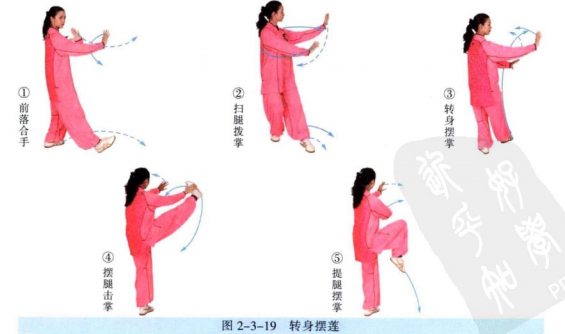 ① 前落合手
② 扫腿拨掌
③ 转身摆掌
④ 摆腿击掌
⑤ 提腿摆掌
图 2-3-19 转身摆莲